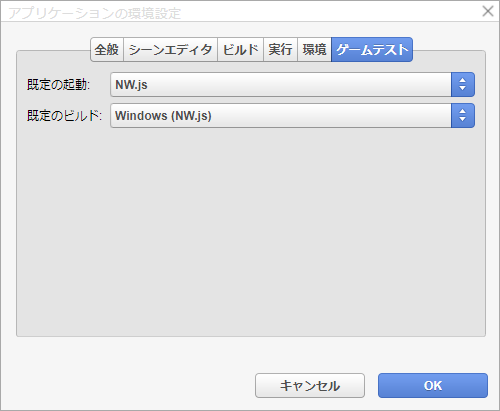 アプリケーションの環境設定
全般 シーンエディタ ビルド 実行 環境 ゲームテスト
既定の起動: NW.js
既定のビルド: Windows (NW.js)
キャンセル OK